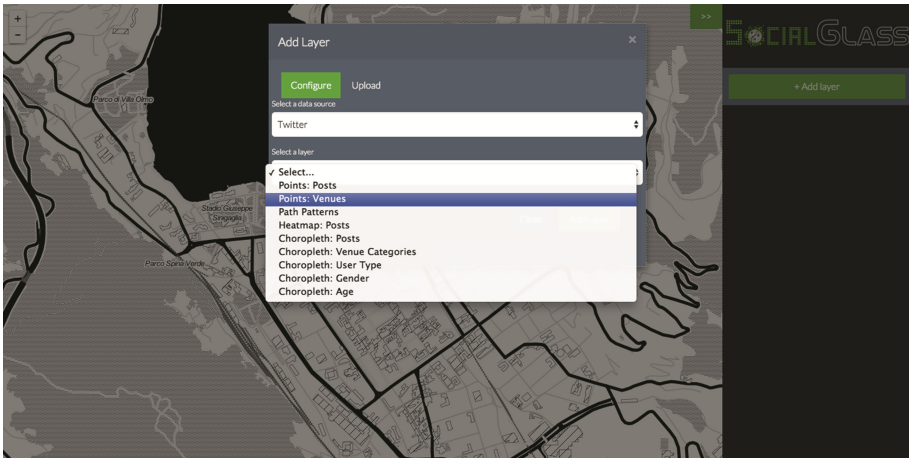 +
−
Add Layer
×
>>
SOCIALGLASS
Configure
Upload
+ Add layer
Parco di Villa Olmo
Select a data source
Twitter
Select a layer
✓ Select...
Points: Posts
Points: Venues
Path Patterns
Heatmap: Posts
Choropleth: Posts
Choropleth: Venue Categories
Choropleth: User Type
Choropleth: Gender
Choropleth: Age
Stadio Giuseppe
Sinigaglia
Parco Spina Verde